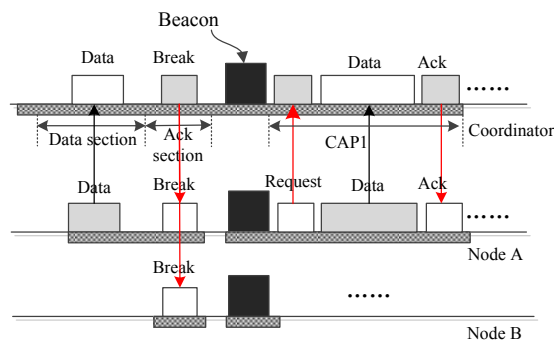 Beacon
Data
Break
Data
Ack
......
Data section
Ack
section
CAP1
Coordinator
Data
Break
Request
Data
Ack
......
Node A
Break
......
Node B